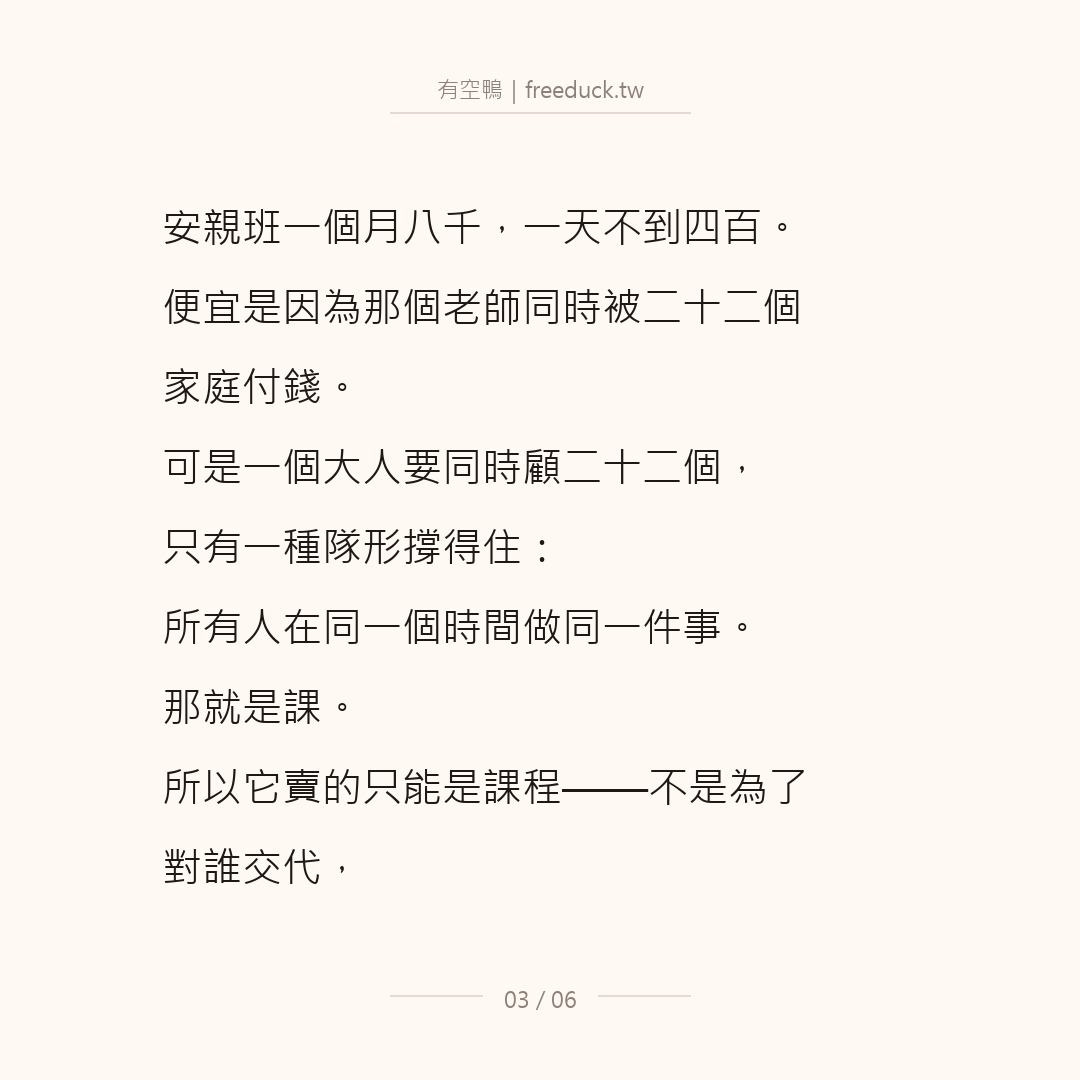 有空鴨 | freeduck.tw
安親班一個月八千，一天不到四百。
便宜是因為那個老師同時被二十二個
家庭付錢。
可是一個大人要同時顧二十二個，
只有一種隊形撐得住：
所有人在同一個時間做同一件事。
那就是課。
所以它賣的只能是課程——不是為了
對誰交代，
03 / 06